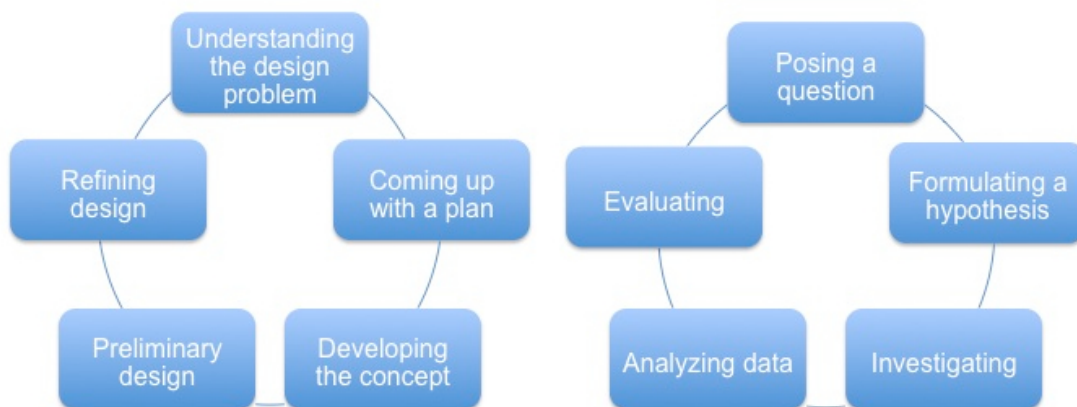 Understanding
the design
problem
Coming up
with a plan
Developing
the concept
Preliminary
design
Refining
design
Posing a
question
Formulating a
hypothesis
Investigating
Analyzing data
Evaluating